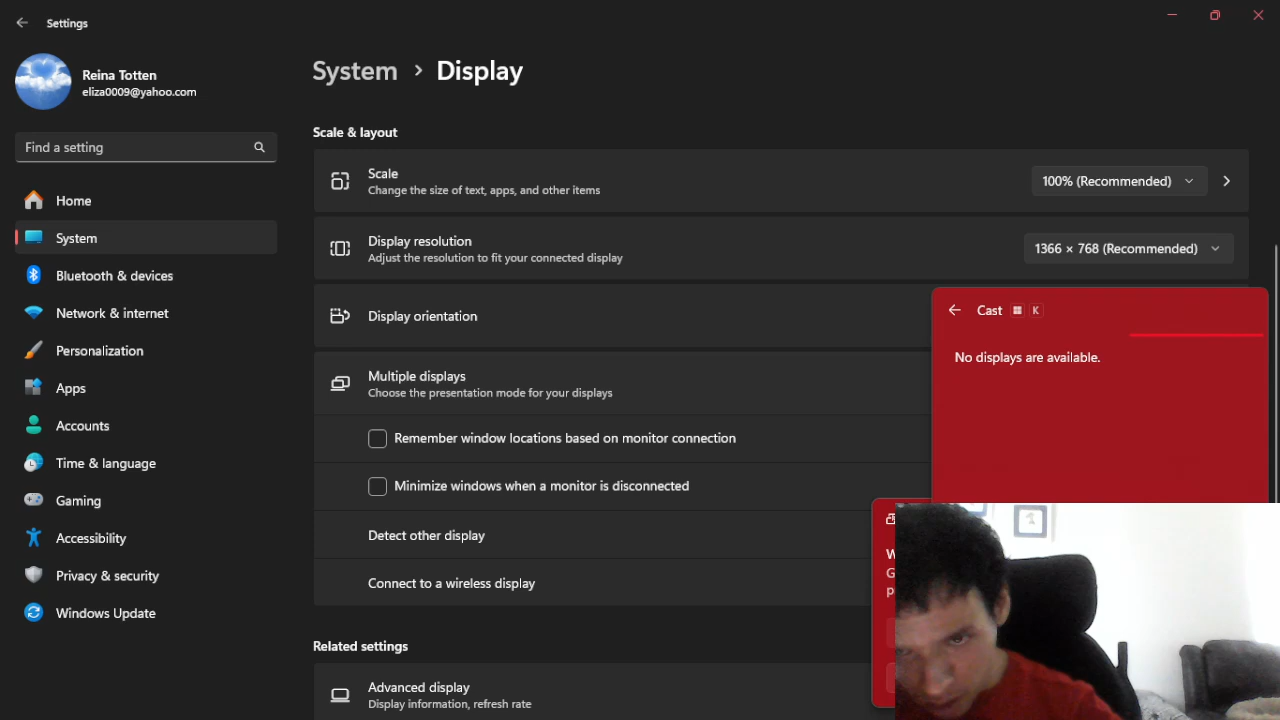 Settings
Reina Totten
eliza0009@yahoo.com
Find a setting
Home
System
Bluetooth & devices
Network & internet
Personalization
Apps
Accounts
Time & language
Gaming
Accessibility
Privacy & security
Windows Update
System > Display
Scale & layout
Scale
Change the size of text, apps, and other items
100% (Recommended)
Display resolution
Adjust the resolution to fit your connected display
1366 × 768 (Recommended)
Display orientation
Multiple displays
Choose the presentation mode for your displays
Remember window locations based on monitor connection
Minimize windows when a monitor is disconnected
Detect other display
Connect to a wireless display
Related settings
Advanced display
Display information, refresh rate
Cast K
No displays are available.